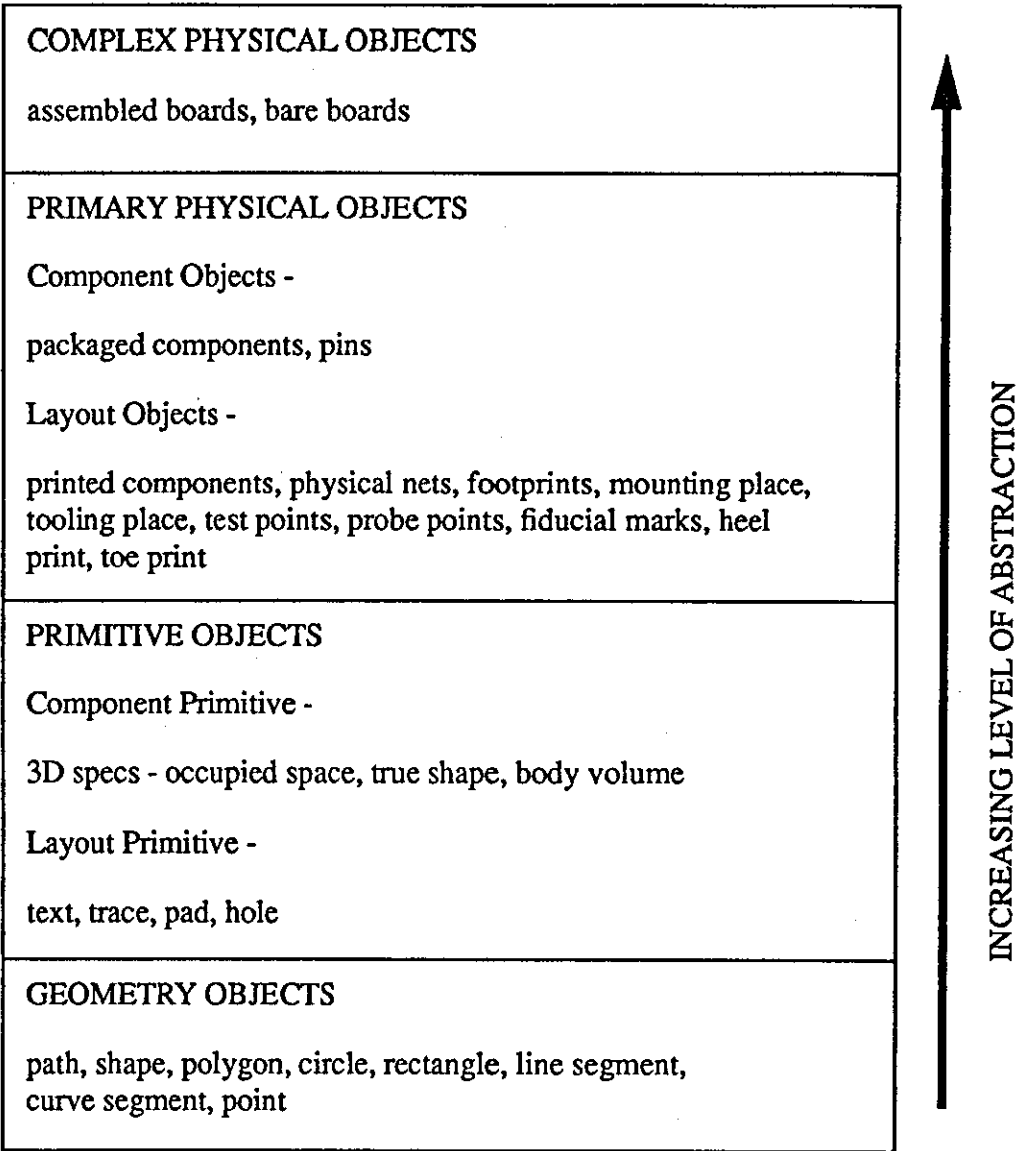 COMPLEX PHYSICAL OBJECTS
assembled boards, bare boards
PRIMARY PHYSICAL OBJECTS
Component Objects -
packaged components, pins
Layout Objects -
printed components, physical nets, footprints, mounting place,
tooling place, test points, probe points, fiducial marks, heel
print, toe print
PRIMITIVE OBJECTS
Component Primitive -
3D specs - occupied space, true shape, body volume
Layout Primitive -
text, trace, pad, hole
GEOMETRY OBJECTS
path, shape, polygon, circle, rectangle, line segment,
curve segment, point
INCREASING LEVEL OF ABSTRACTION